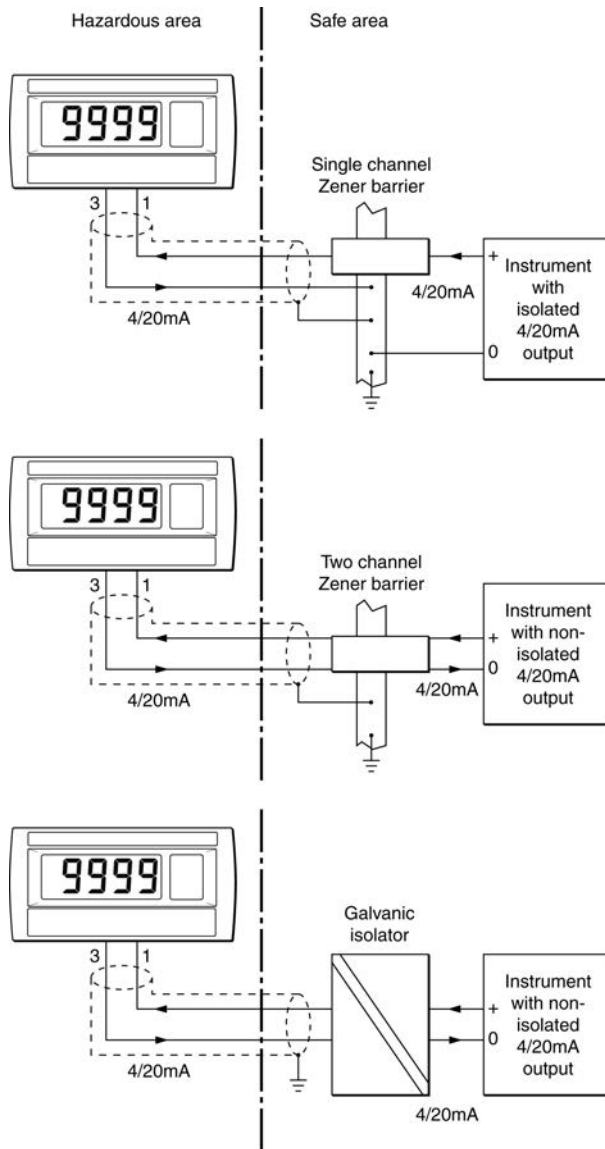 Hazardous area
Safe area
9999
Single channel
Zener barrier
3
1
4/20mA
4/20mA
+
0
Instrument
with
isolated
4/20mA
output
9999
Two channel
Zener barrier
3
1
4/20mA
4/20mA
+
0
Instrument
with non-
isolated
4/20mA
output
9999
Galvanic
isolator
3
1
4/20mA
4/20mA
+
0
Instrument
with non-
isolated
4/20mA
output